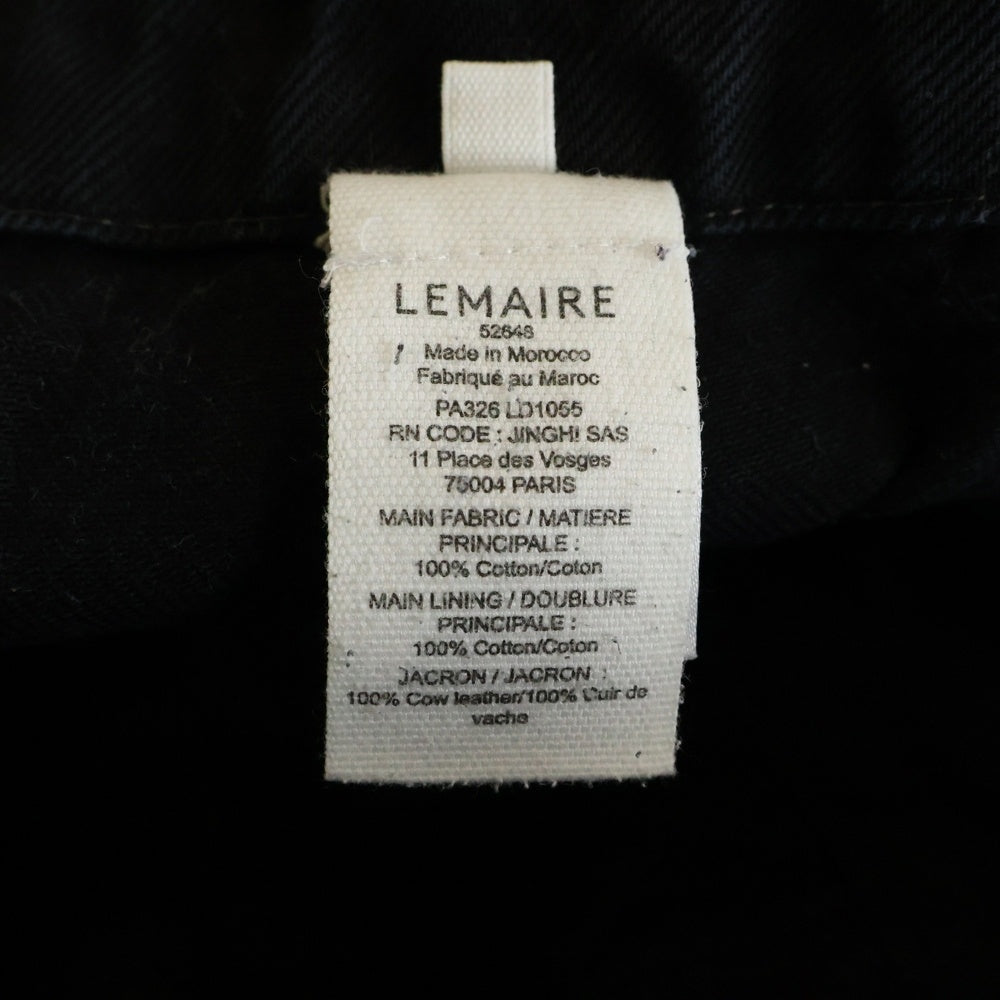 LEMAIRE
52648
Made in Morocco
Fabriqué au Maroc
PA326 LD1055
RN CODE : JINGHI SAS
11 Place des Vosges
75004 PARIS
MAIN FABRIC / MATIERE
PRINCIPALE :
100% Cotton/Coton
MAIN LINING / DOUBLURE
PRINCIPALE :
100% Cotton/Coton
JACRON / JACRON :
100% Cow leather/100% Cuir de
vache